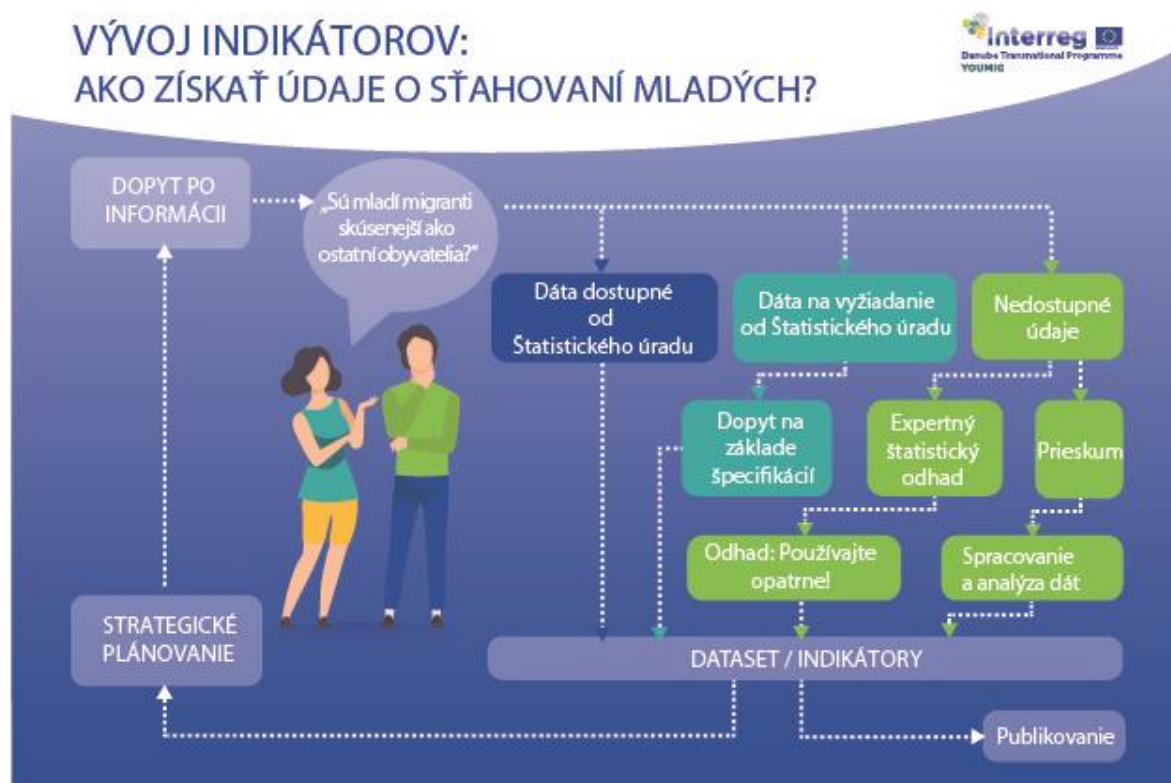 VÝVOJ INDIKÁTOROV:
AKO ZÍSKAŤ ÚDAJE O SŤAHOVANÍ MLADÝCH?
Interreg
Danube Transnational Programme
YOUMIG
DOPYT PO
INFORMÁCII
„Sú mladí migranti
skúsenejší ako
ostatní obyvatelia?"
Dáta dostupné
od
Štatistického úradu
Dáta na vyžiadanie
od Štatistického úradu
Nedostupné
údaje
Dopyt na
základe
špecifikácií
Expertný
štatistický
odhad
Prieskum
Odhad: Používajte
opatrne!
Spracovanie
a analýza dát
STRATEGICKÉ
PLÁNOVANIE
DATASET / INDIKÁTORY
Publikovanie